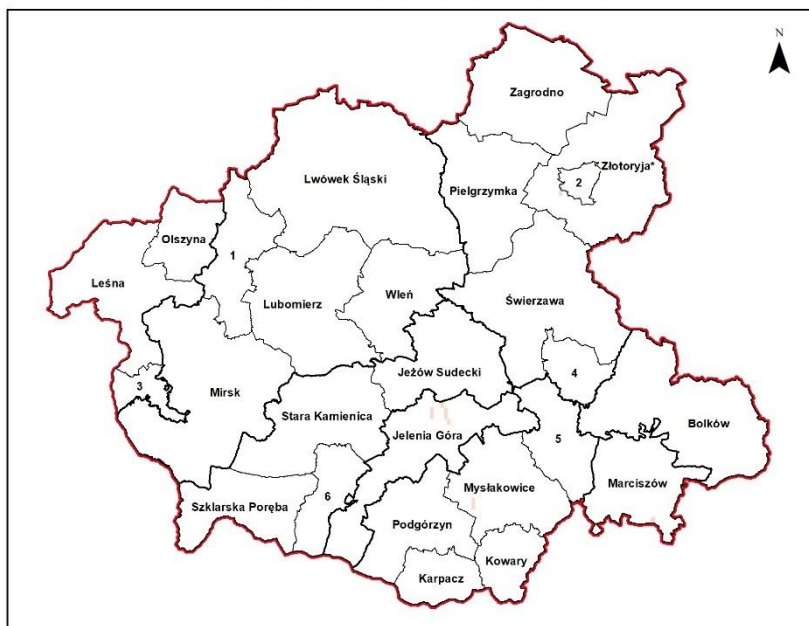 N
Zagrodno
Złotoryja*
Lwówek Śląski
Pielgrzymka
2
Olszyna
1
Leśna
Lubomierz
Wleń
Świerzawa
Jeżów Sudecki
4
3
Mirsk
Stara Kamienica
Bolków
Jelenia Góra
5
Marciszów
Mysłakowice
6
Szklarska Poręba
Podgórzyn
Kowary
Karpacz